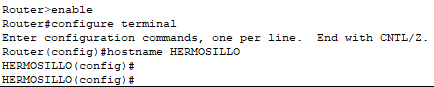 Router>enable
Router#configure terminal
Enter configuration commands, one per line.  End with CNTL/Z.
Router(config)#hostname HERMOSILLO
HERMOSILLO(config)#
HERMOSILLO(config)#